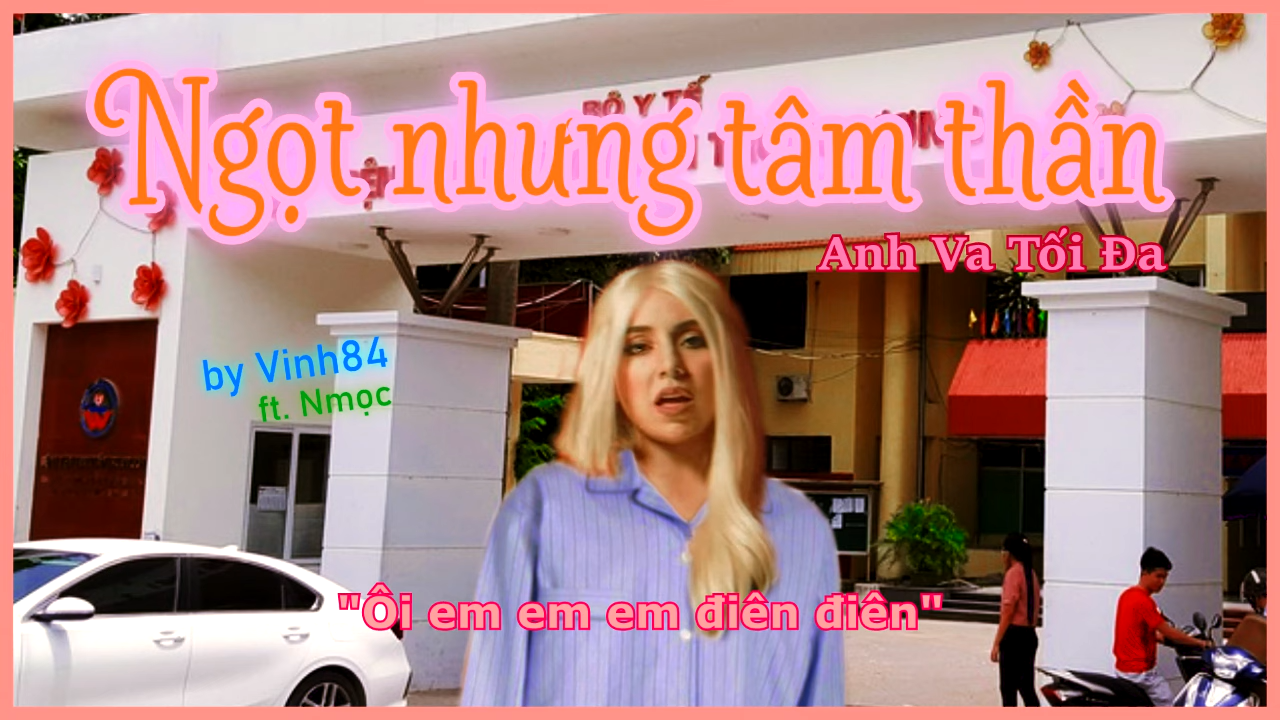 BỘ Y TẾ
Ngọt nhưng tâm thần
Anh Va Tối Đa
by Vinh84
ft. Nmọc
"Ôi em em em điên điên"